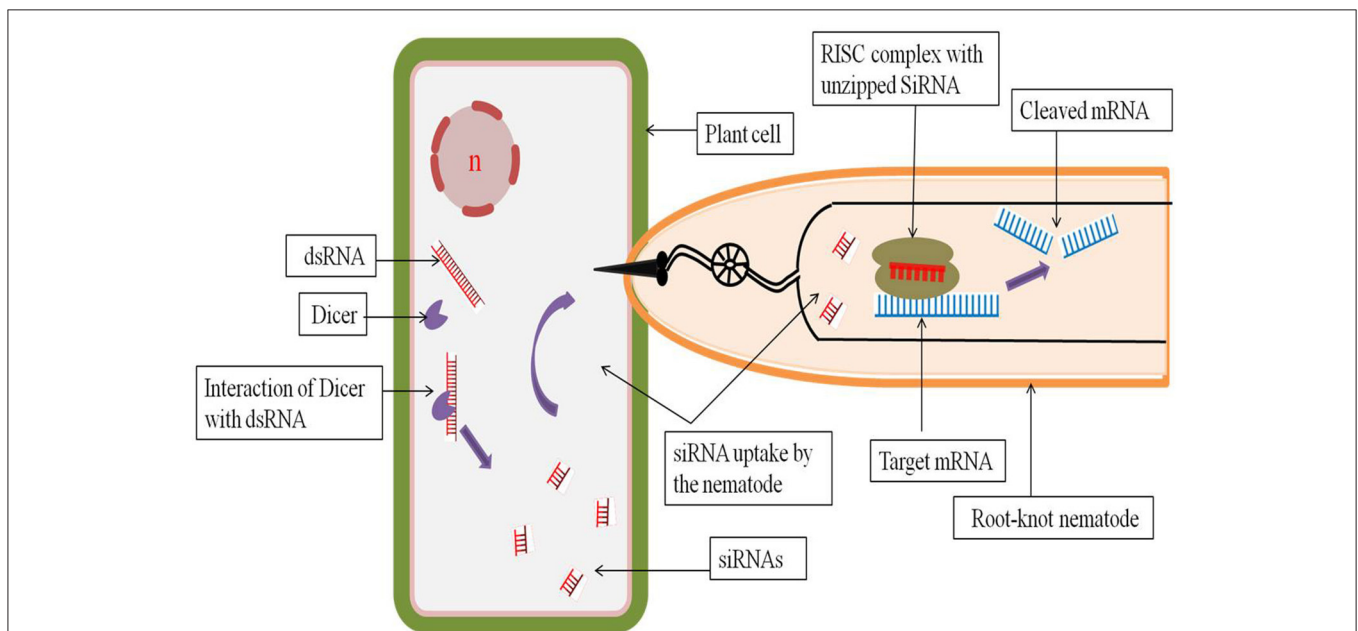 RISC complex with
unzipped SiRNA
Cleaved mRNA
Plant cell
n
dsRNA
Dicer
Interaction of Dicer
with dsRNA
siRNA uptake by
the nematode
Target mRNA
Root-knot nematode
siRNAs